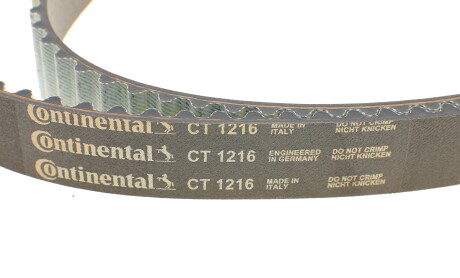 Continental CT 1216 MADE IN ITALY DO NOT CRIMP NICHT KNICKEN
Continental CT 1216 ENGINEERED IN GERMANY DO NOT CRIMP NICHT KNICKEN
Continental CT 1216 MADE IN ITALY DO NOT CRIMP NICHT KNICKEN